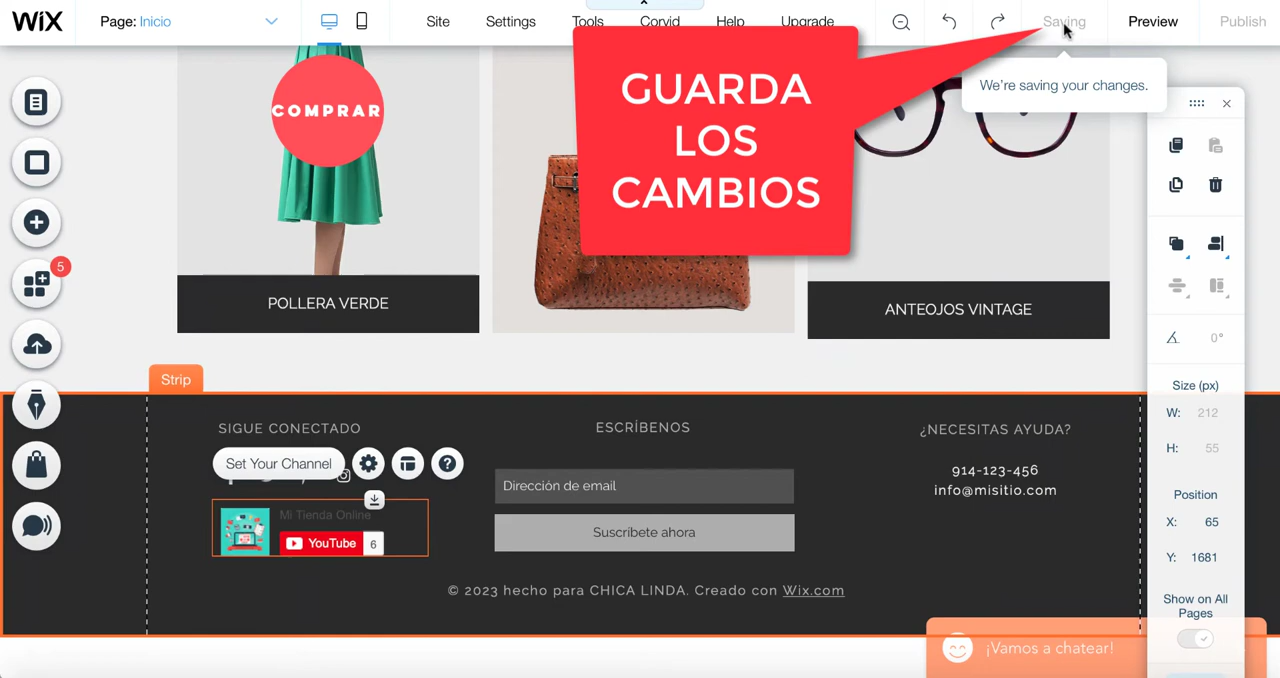 WiX
Page: Inicio
Site
Settings
Tools
Corvid
Help
Upgrade
Saving
Preview
Publish
We're saving your changes.
GUARDA
LOS
CAMBIOS
COMPRAR
5
POLLERA VERDE
ANTEOJOS VINTAGE
0°
Size (px)
W: 212
H: 55
Position
X: 65
Y: 1681
Show on All
Pages
Strip
SIGUE CONECTADO
Set Your Channel
?
Mi Tienda Online
YouTube 6
ESCRÍBENOS
Dirección de email
Suscríbete ahora
¿NECESITAS AYUDA?
914-123-456
info@misitio.com
© 2023 hecho para CHICA LINDA. Creado con Wix.com
¡Vamos a chatear!